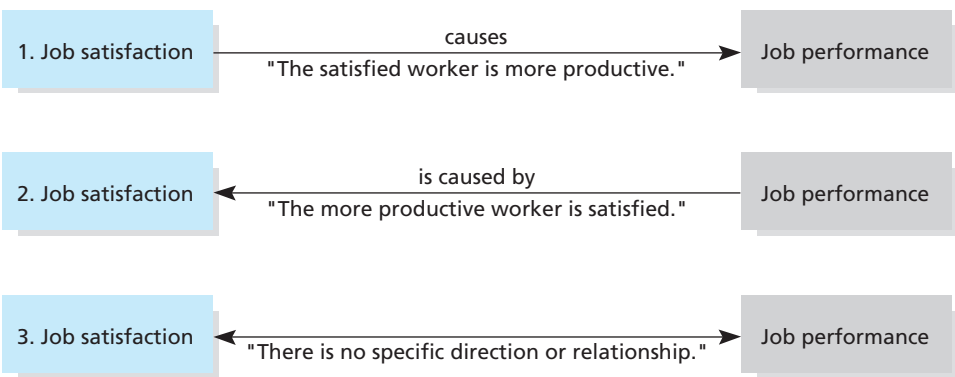 1. Job satisfaction
causes
"The satisfied worker is more productive."
Job performance
2. Job satisfaction
is caused by
"The more productive worker is satisfied."
Job performance
3. Job satisfaction
"There is no specific direction or relationship."
Job performance